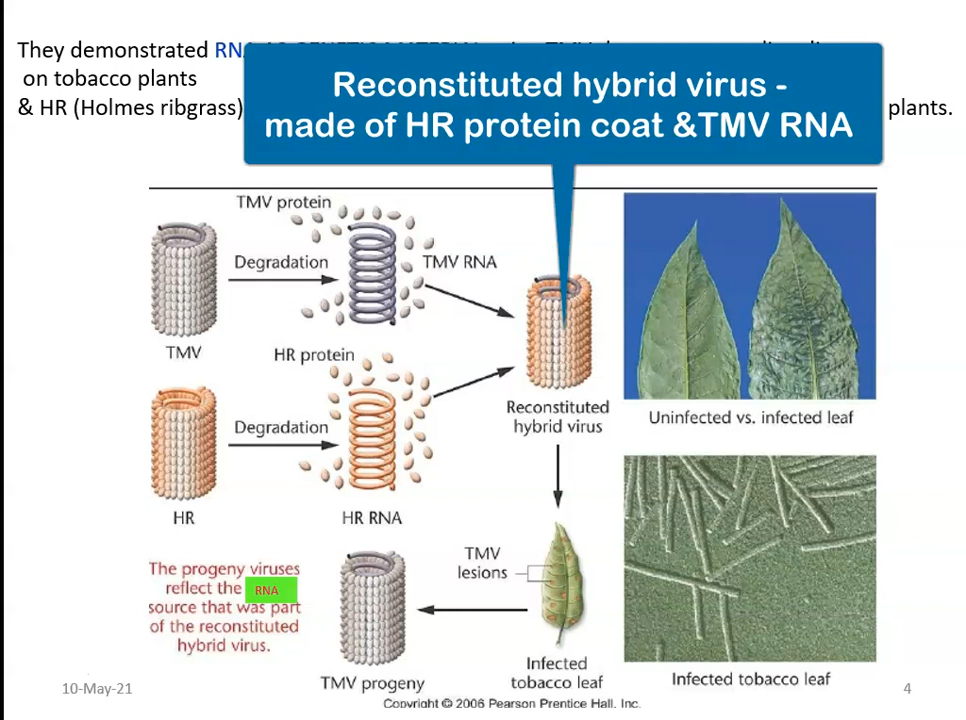 They demonstrated
on tobacco plants
& HR (Holmes ribgrass) plants.
Reconstituted hybrid virus -
made of HR protein coat &TMV RNA
TMV protein
Degradation
TMV RNA
TMV
HR protein
Degradation
HR
HR RNA
Reconstituted
hybrid virus
Uninfected vs. infected leaf
The progeny viruses
reflect the RNA
source that was part
of the reconstituted
hybrid virus.
TMV
lesions
TMV progeny
Infected
tobacco leaf
Infected tobacco leaf
10-May-21
4
Copyright © 2006 Pearson Prentice Hall, Inc.